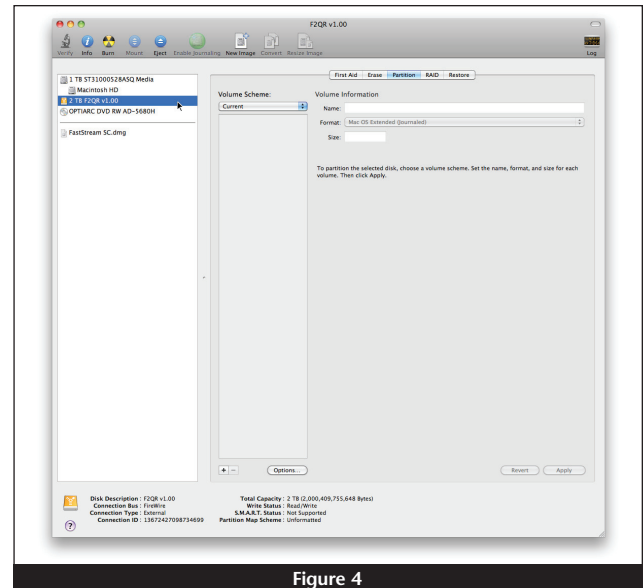 F2QR v1.00
Verify Info Burn Mount Eject Enable Journaling New Image Convert Resize Image Log
1 TB ST31000528ASQ Media
Macintosh HD
2 TB F2QR v1.00
OPTIARC DVD RW AD-5680H
FastStream SC.dmg
First Aid Erase Partition RAID Restore
Volume Scheme:
Current
Volume Information
Name:
Format: Mac OS Extended (Journaled)
Size:
To partition the selected disk, choose a volume scheme. Set the name, format, and size for each
volume. Then click Apply.
+ - Options... Revert Apply
Disk Description : F2QR v1.00
Connection Bus : FireWire
Connection Type : External
Connection ID : 13672427098734699
Total Capacity : 2 TB (2,000,409,755,648 Bytes)
Write Status : Read/Write
S.M.A.R.T. Status : Not Supported
Partition Map Scheme : Unformatted
?
Figure 4